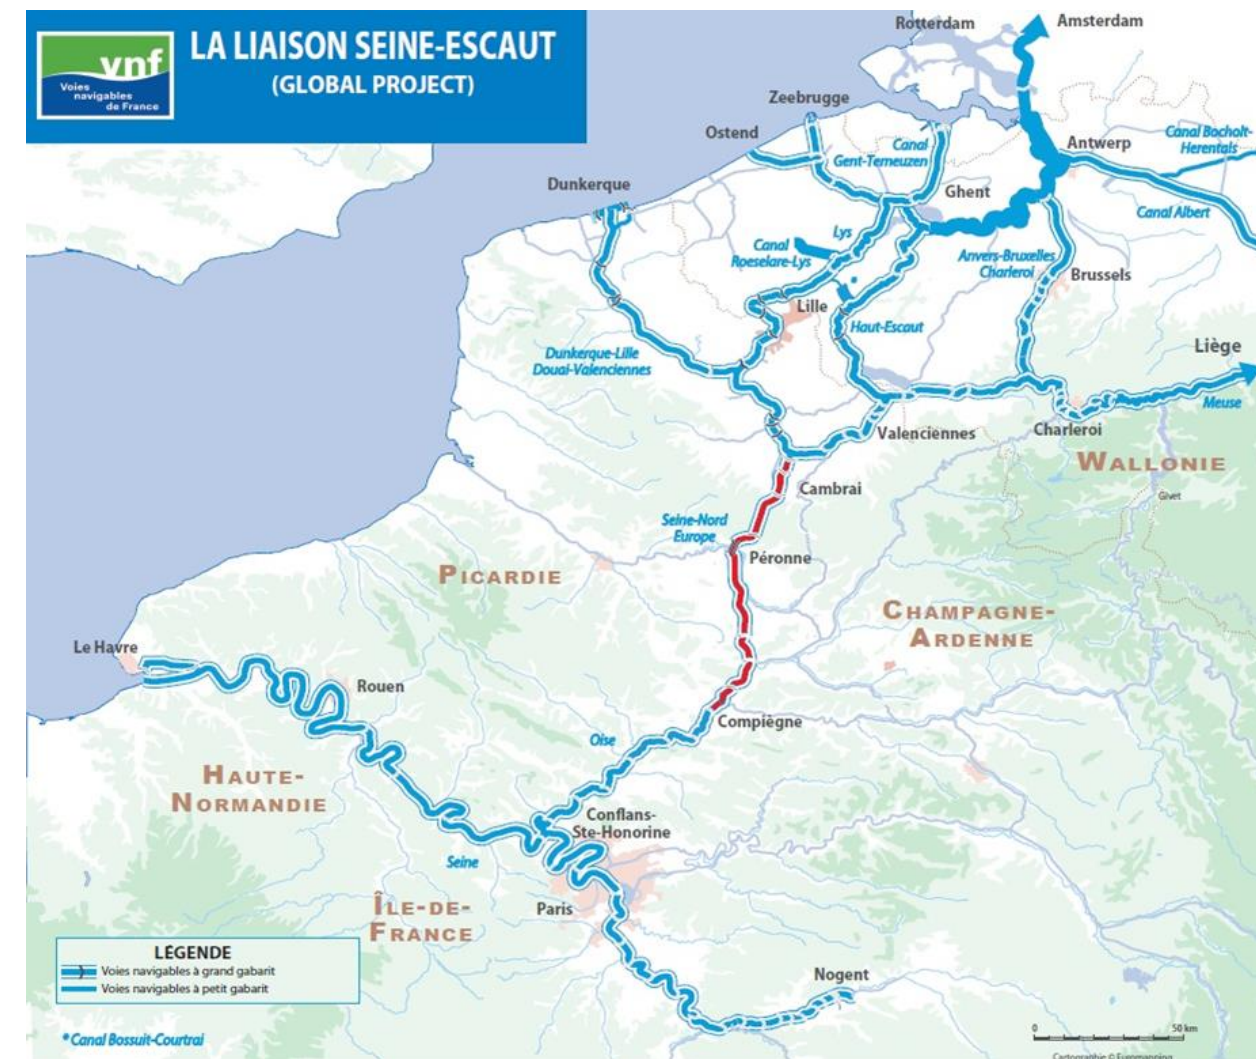 vnf
Voies
navigables
de France
LA LIAISON SEINE-ESCAUT
(GLOBAL PROJECT)
Rotterdam
Amsterdam
Zeebrugge
Ostend
Canal
Gent-Terneuzen
Antwerp
Canal Bocholt-
Herentals
Dunkerque
Ghent
Canal Albert
Lys
Canal
Roeselare-Lys
Anvers-Bruxelles
Charleroi
Brussels
Lille
Haut-Escaut
Liège
Dunkerque-Lille
Douai-Valenciennes
Meuse
Valenciennes
Charleroi
WALLONIE
Cambrai
Givet
Seine-Nord
Europe
Péronne
PICARDIE
CHAMPAGNE-
ARDENNE
Le Havre
Rouen
Compiègne
Oise
HAUTE-
NORMANDIE
Conflans-
Ste-Honorine
Seine
ÎLE-DE-
FRANCE
Paris
Nogent
LÉGENDE
Voies navigables à grand gabarit
Voies navigables à petit gabarit
* Canal Bossuit-Courtrai
0 50 km
Cartographie ©